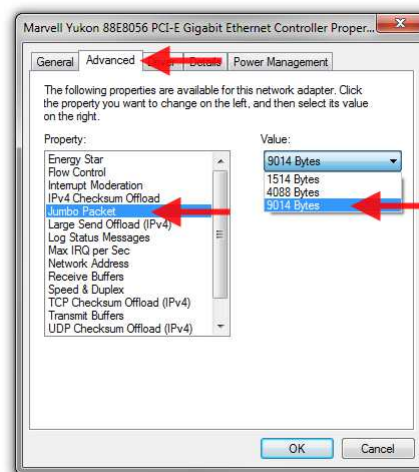 Marvell Yukon 88E8056 PCI-E Gigabit Ethernet Controller Proper...
General Advanced Details Power Management
The following properties are available for this network adapter. Click
the property you want to change on the left, and then select its value
on the right.
Property:
Energy Star
Flow Control
Interrupt Moderation
IPv4 Checksum Offload
Jumbo Packet
Large Send Offload (IPv4)
Log Status Messages
Max IRQ per Sec
Network Address
Receive Buffers
Speed & Duplex
TCP Checksum Offload (IPv4)
Transmit Buffers
UDP Checksum Offload (IPv4)
Value:
9014 Bytes
1514 Bytes
4088 Bytes
9014 Bytes
OK Cancel